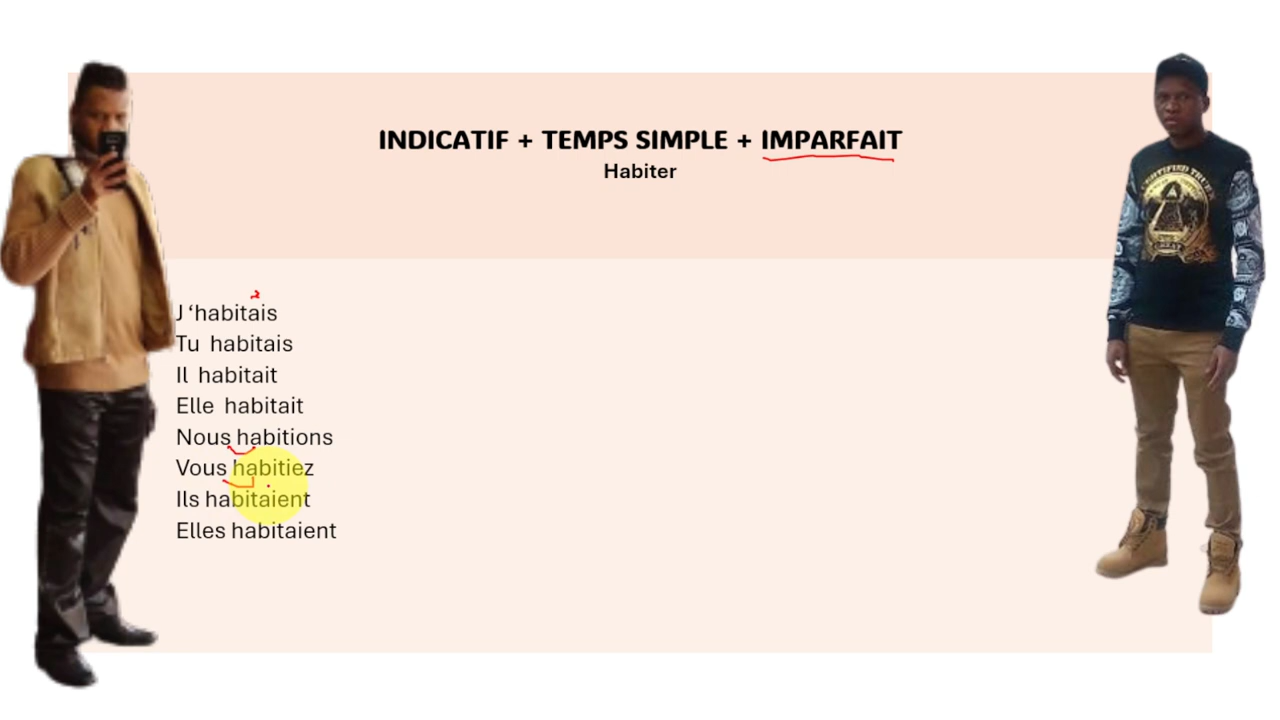 INDICATIF + TEMPS SIMPLE + IMPARFAIT
Habiter
J ‘habitais
Tu habitais
Il habitait
Elle habitait
Nous habitions
Vous habitiez
Ils habitaient
Elles habitaient